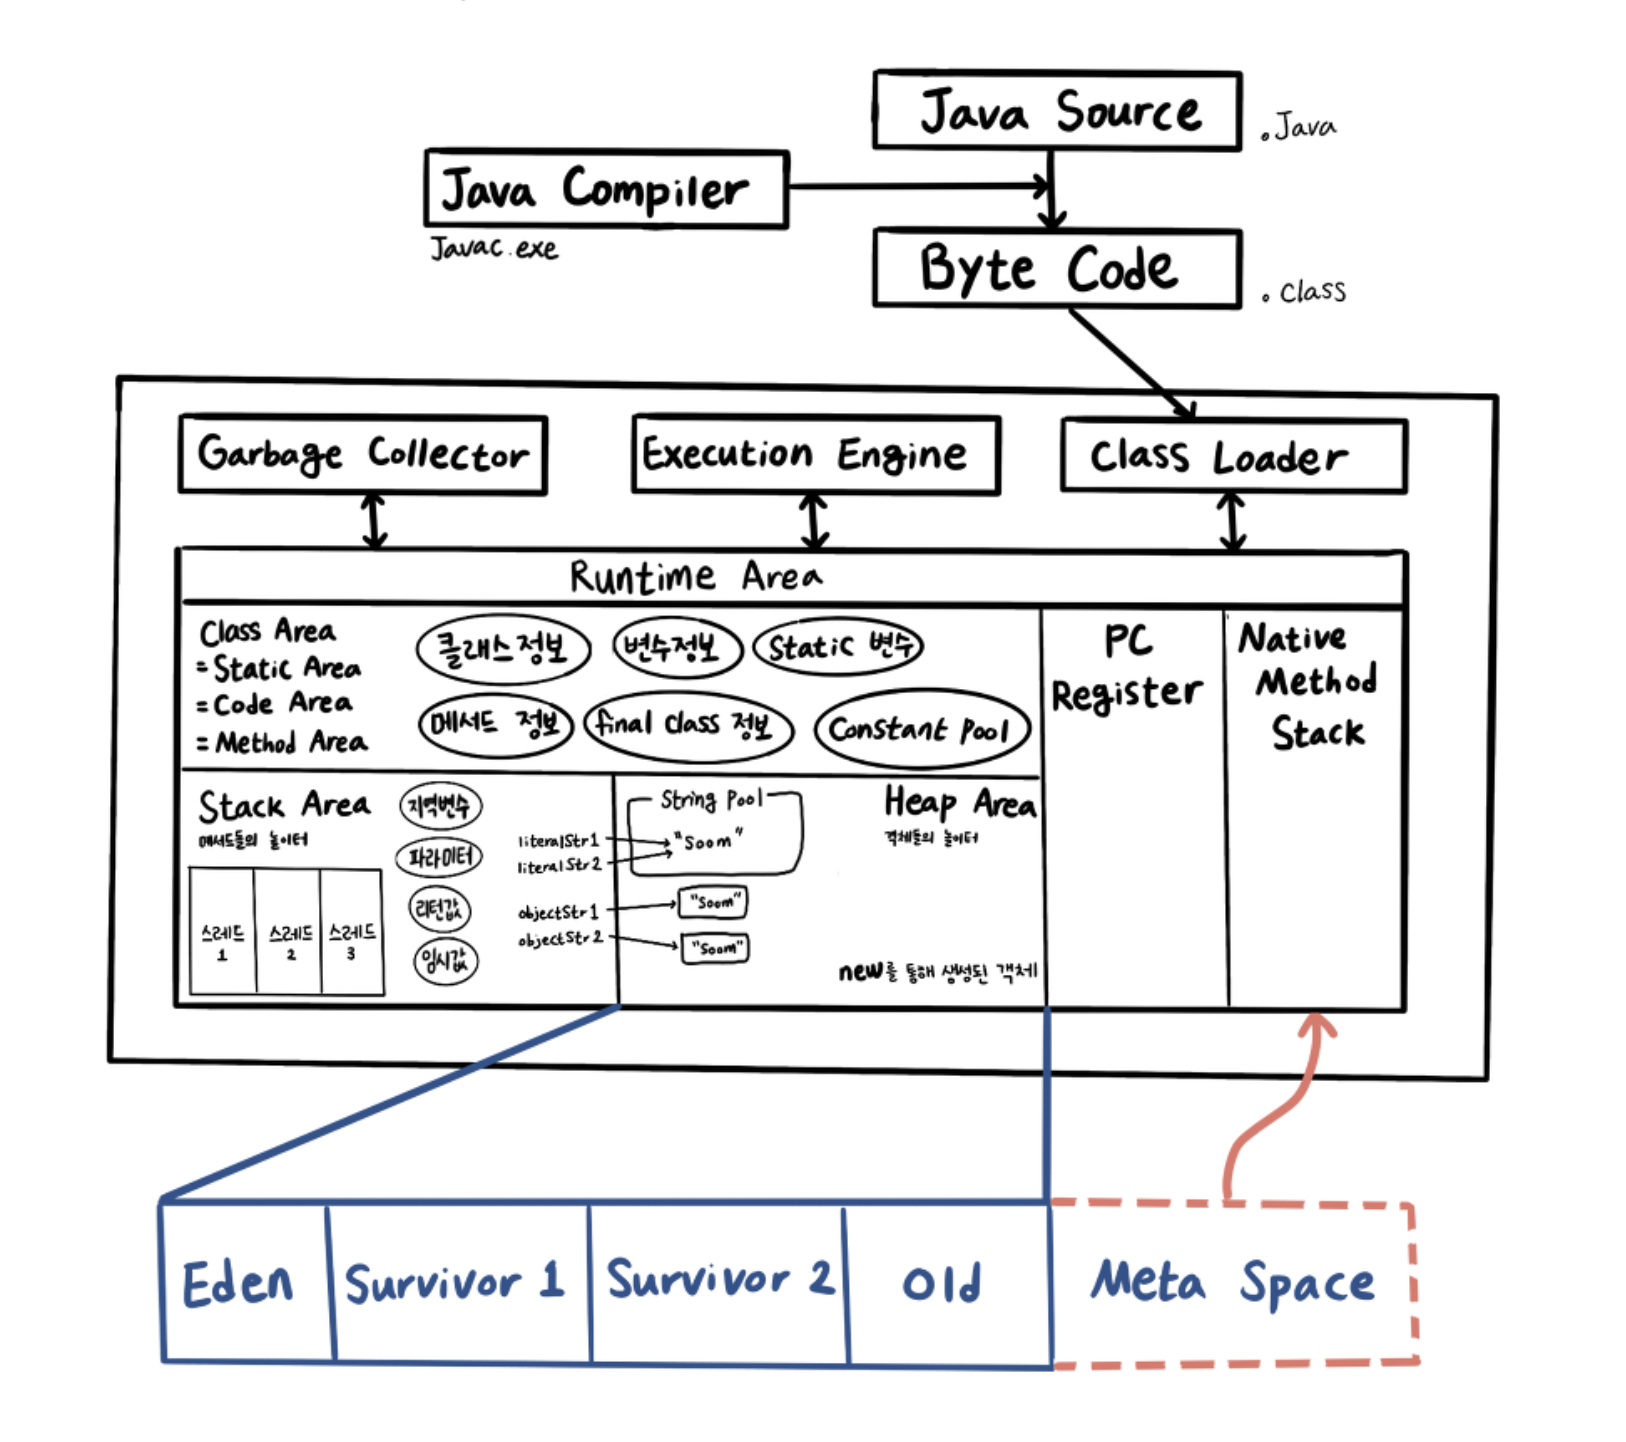 Java Source
.Java
Java Compiler
Javac.exe
Byte Code
.class
Garbage Collector
Execution Engine
Class Loader
Runtime Area
Class Area
= Static Area
= Code Area
= Method Area
클래스정보
변수정보
Static 변수
메서드 정보
final class 정보
Constant pool
PC
Register
Native
Method
Stack
Stack Area
메서드들의 놀이터
스레드
1
스레드
2
스레드
3
지역변수
파라미터
리턴값
임시값
literalStr1
literalStr2
objectStr1
objectStr2
String Pool
"Soom"
"Soom"
"Soom"
Heap Area
객체들의 놀이터
new를 통해 생성된 객체
Eden
Survivor 1
Survivor 2
Old
Meta Space